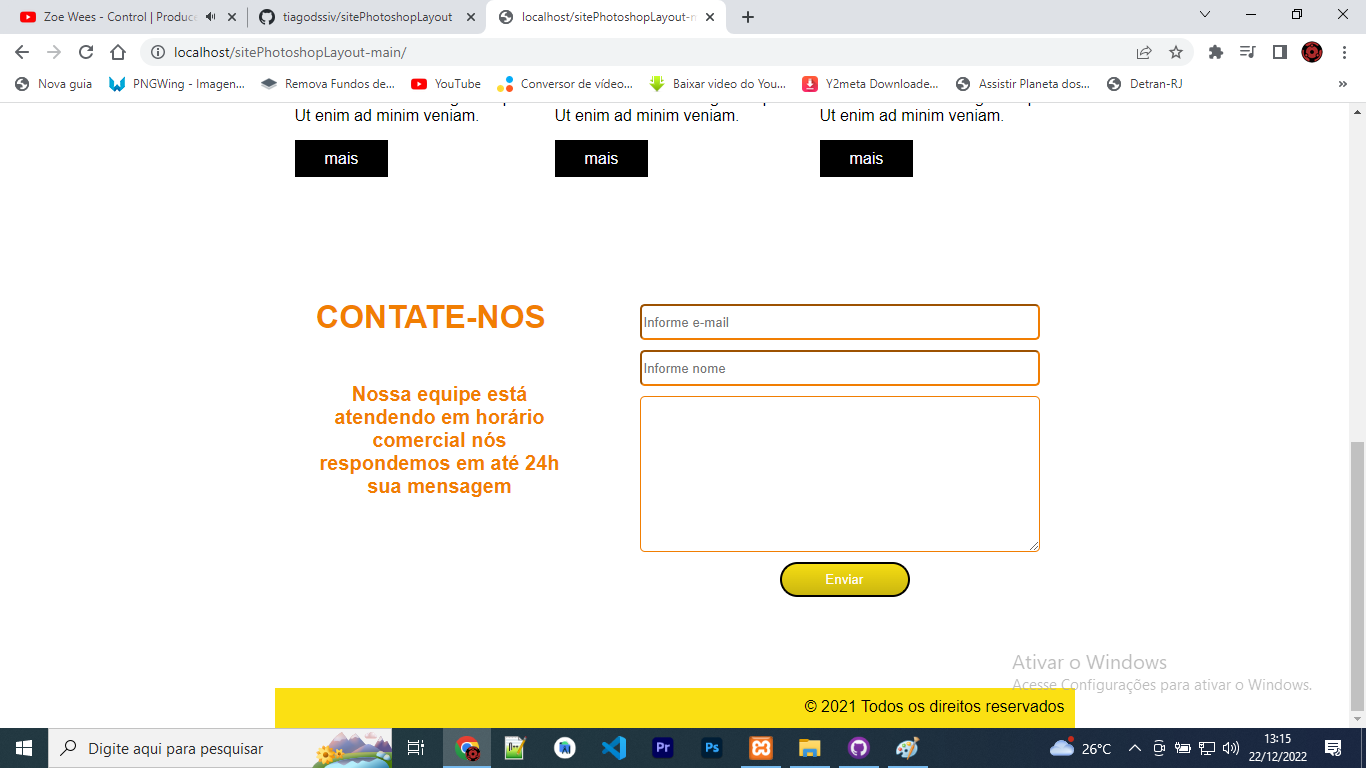 Zoe Wees - Control | Produce
tiagodssiv/sitePhotoshopLayout
localhost/sitePhotoshopLayout-m
localhost/sitePhotoshopLayout-main/
Nova guia
PNGWing - Imagen...
Remova Fundos de...
YouTube
Conversor de vídeo...
Baixar video do You...
Y2meta Downloade...
Assistir Planeta dos...
Detran-RJ
»
Ut enim ad minim veniam.
Ut enim ad minim veniam.
Ut enim ad minim veniam.
mais
mais
mais
CONTATE-NOS
Nossa equipe está
atendendo em horário
comercial nós
respondemos em até 24h
sua mensagem
Informe e-mail
Informe nome
Enviar
Ativar o Windows
Acesse Configurações para ativar o Windows.
© 2021 Todos os direitos reservados
Digite aqui para pesquisar
Pr
Ps
26°C
13:15
22/12/2022